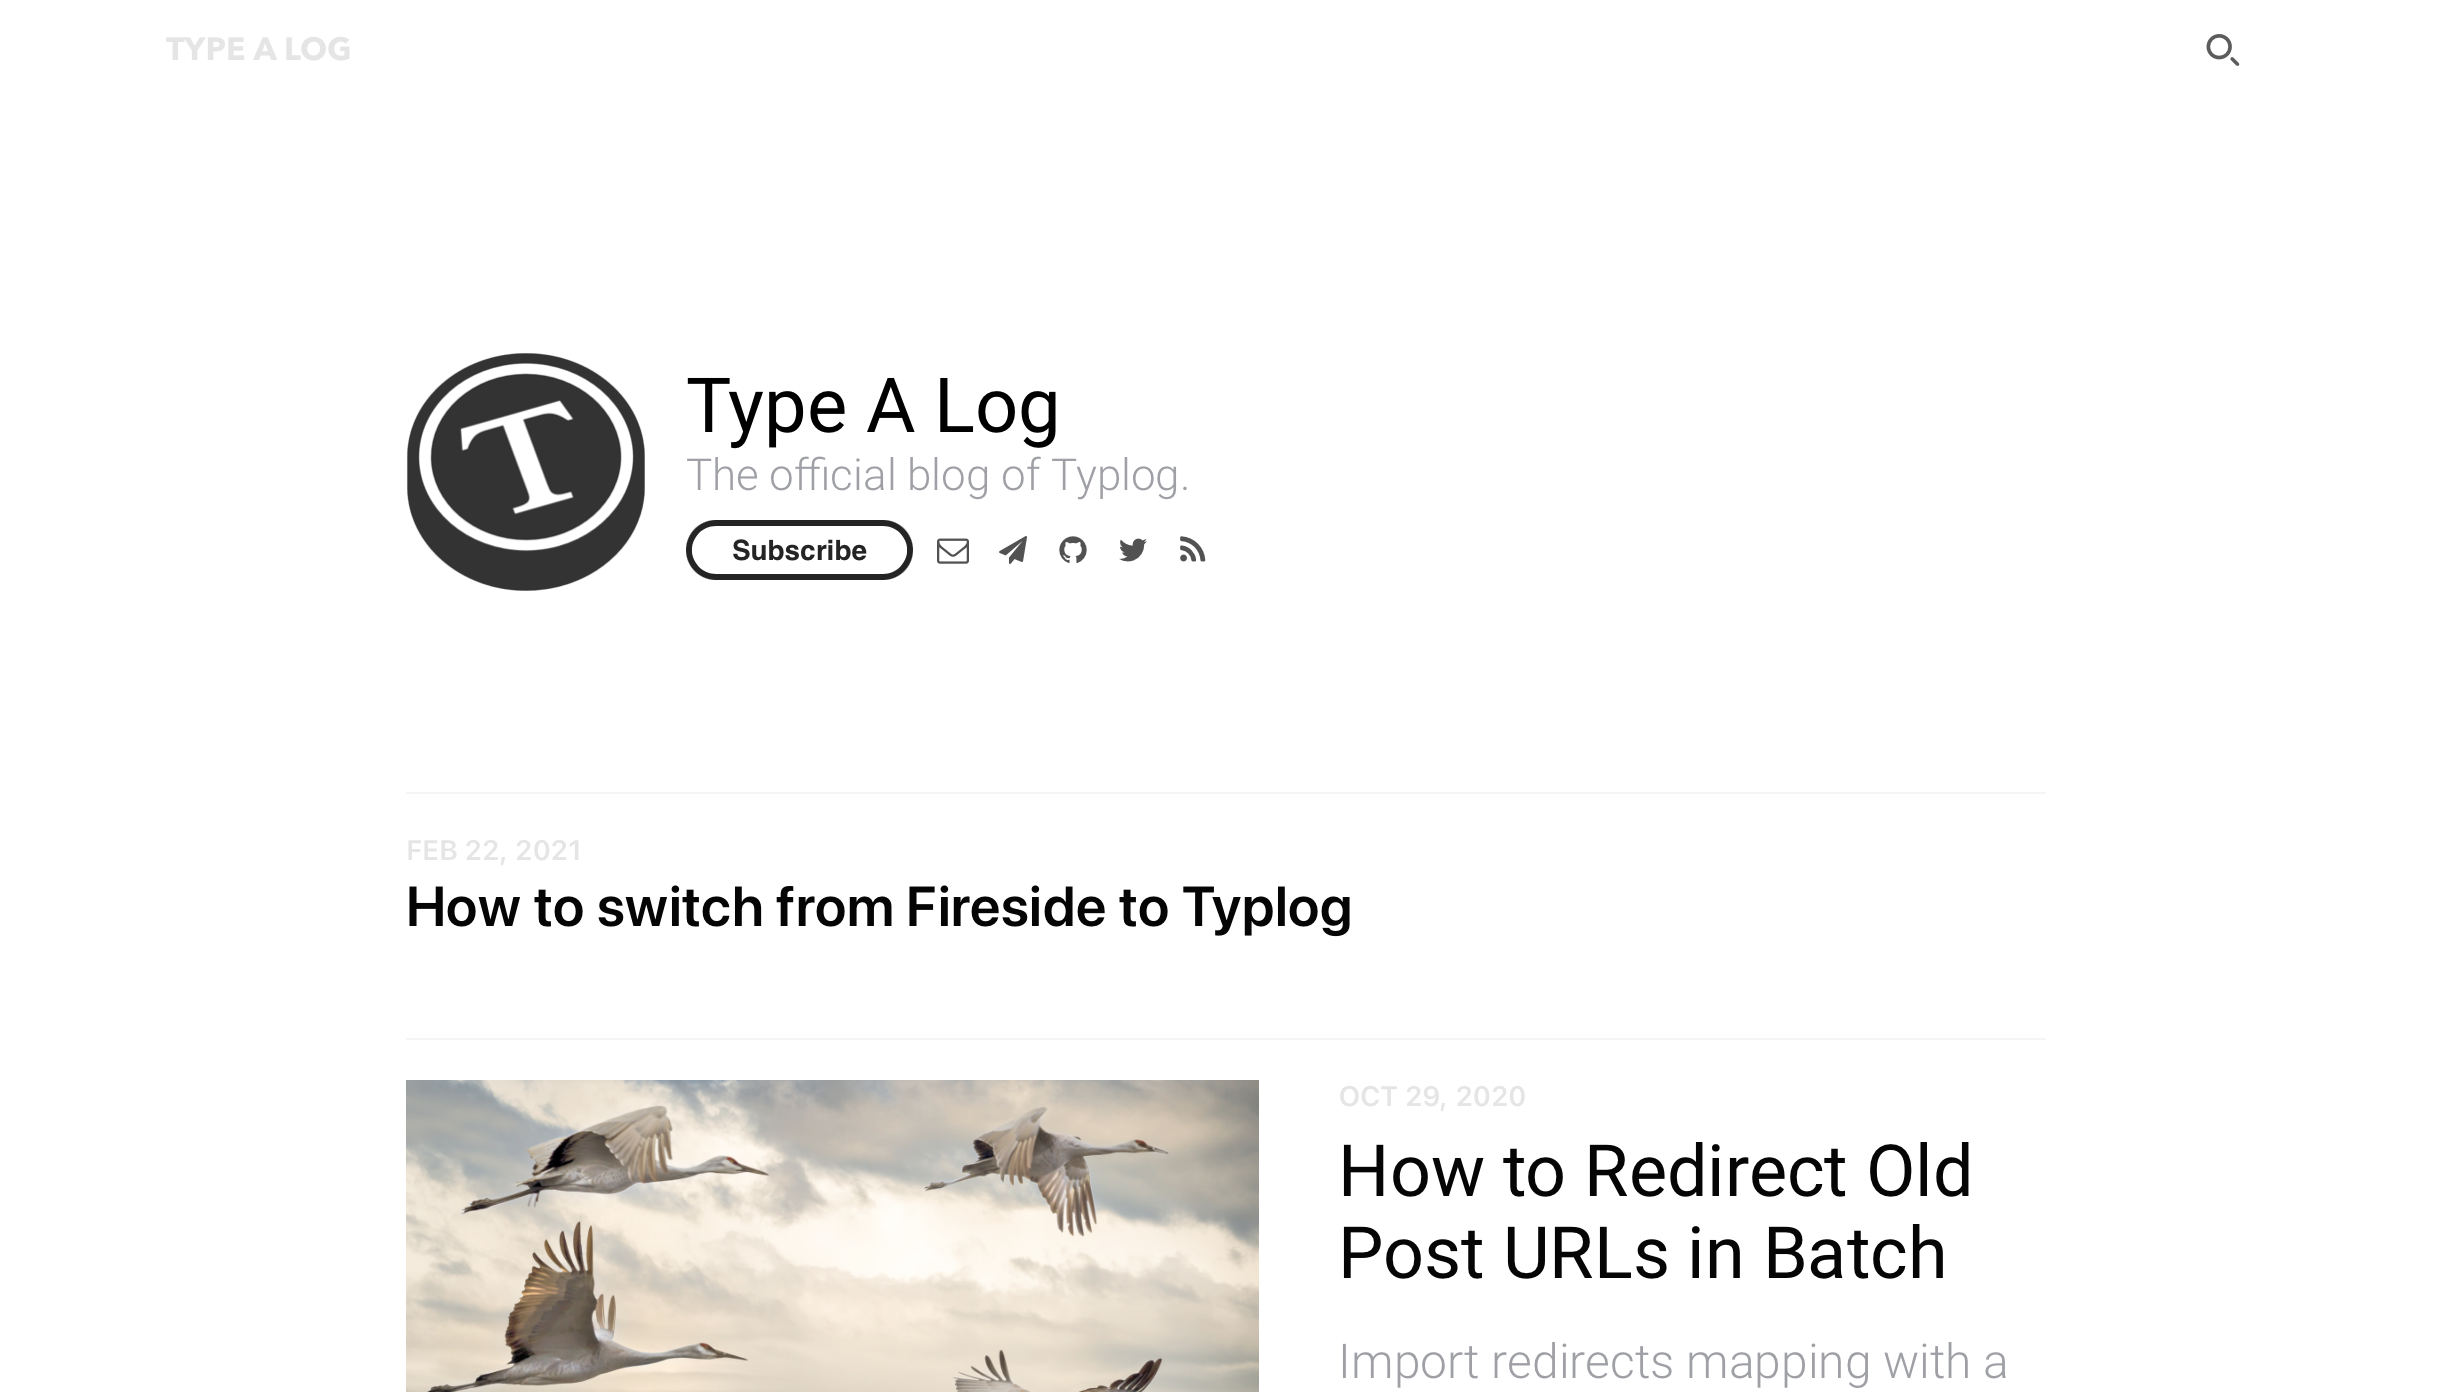 TYPE A LOG
T
Type A Log
The official blog of Typlog.
Subscribe
FEB 22, 2021
How to switch from Fireside to Typlog
OCT 29, 2020
How to Redirect Old
Post URLs in Batch
Import redirects mapping with a